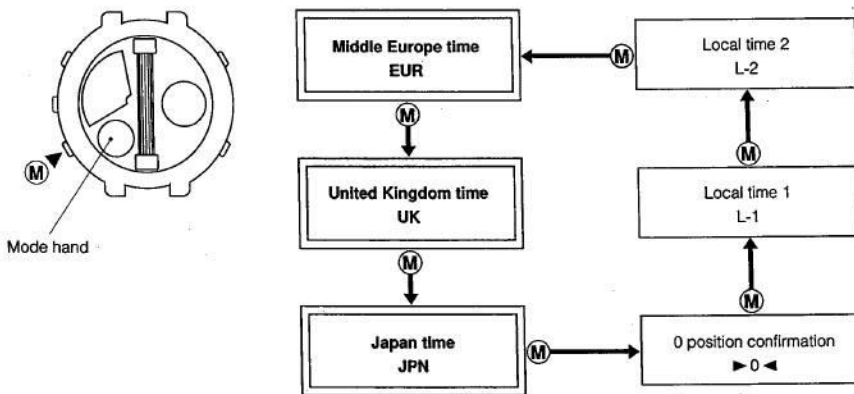 M
Mode hand
Middle Europe time
EUR
M
Local time 2
L-2
M
M
United Kingdom time
UK
Local time 1
L-1
M
M
Japan time
JPN
M
0 position confirmation
►0◄